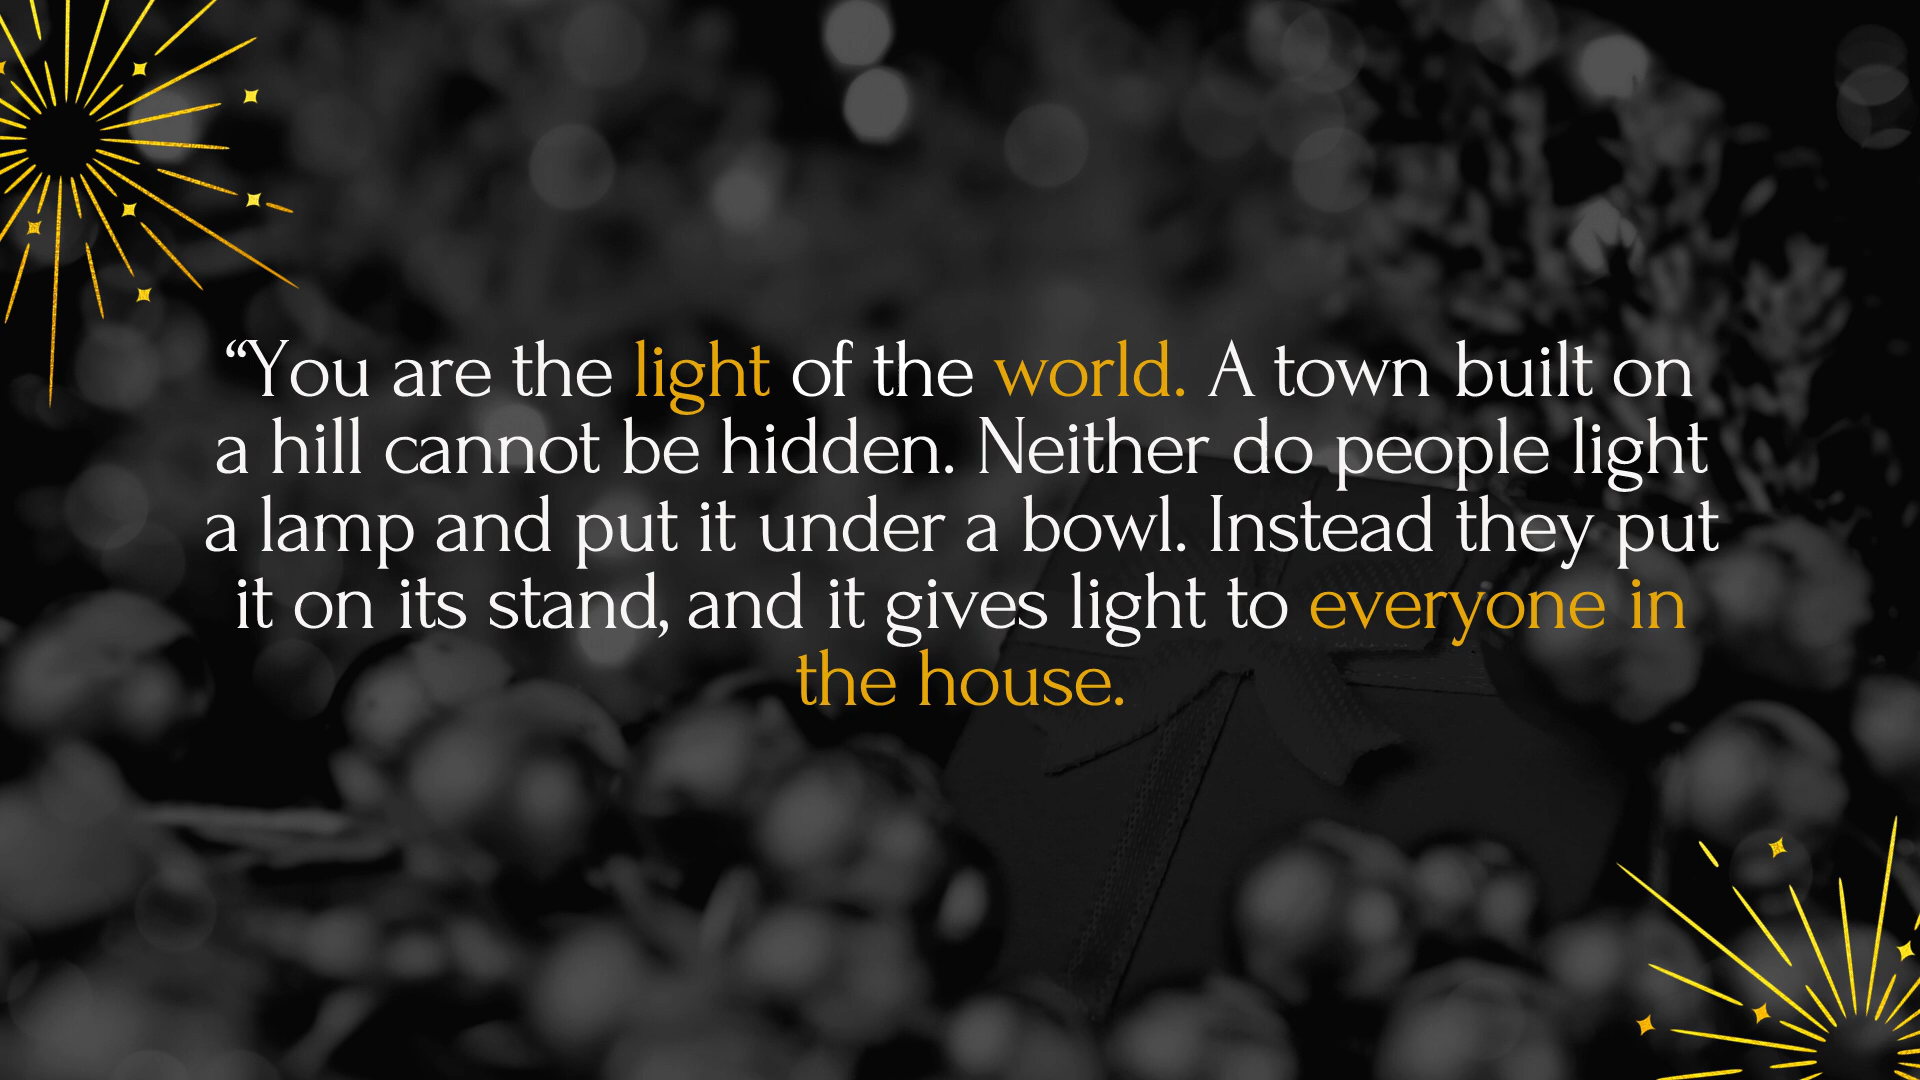 “You are the light of the world. A town built on
a hill cannot be hidden. Neither do people light
a lamp and put it under a bowl. Instead they put
it on its stand, and it gives light to everyone in
the house.